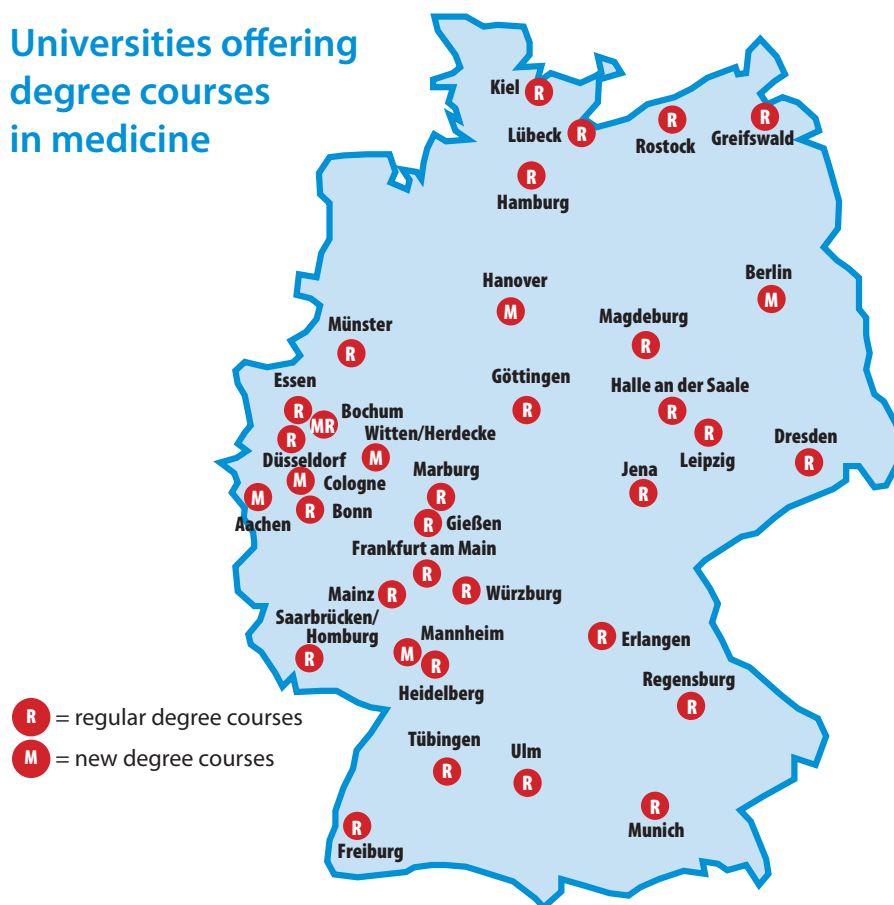 Universities offering
degree courses
in medicine
Kiel
R
Lübeck
R
Rostock
R
Greifswald
R
Hamburg
R
Hanover
M
Berlin
M
Magdeburg
R
Münster
R
Göttingen
R
Halle an der Saale
R
Leipzig
R
Dresden
R
Essen
R
Bochum
MR
Düsseldorf
R
Witten/Herdecke
M
Cologne
M
Aachen
M
Bonn
R
Marburg
R
Gießen
R
Jena
R
Frankfurt am Main
R
Mainz
R
Würzburg
R
Saarbrücken/
Homburg
R
Mannheim
M
Heidelberg
R
Erlangen
R
Regensburg
R
R = regular degree courses
M = new degree courses
Tübingen
R
Ulm
R
Munich
R
Freiburg
R